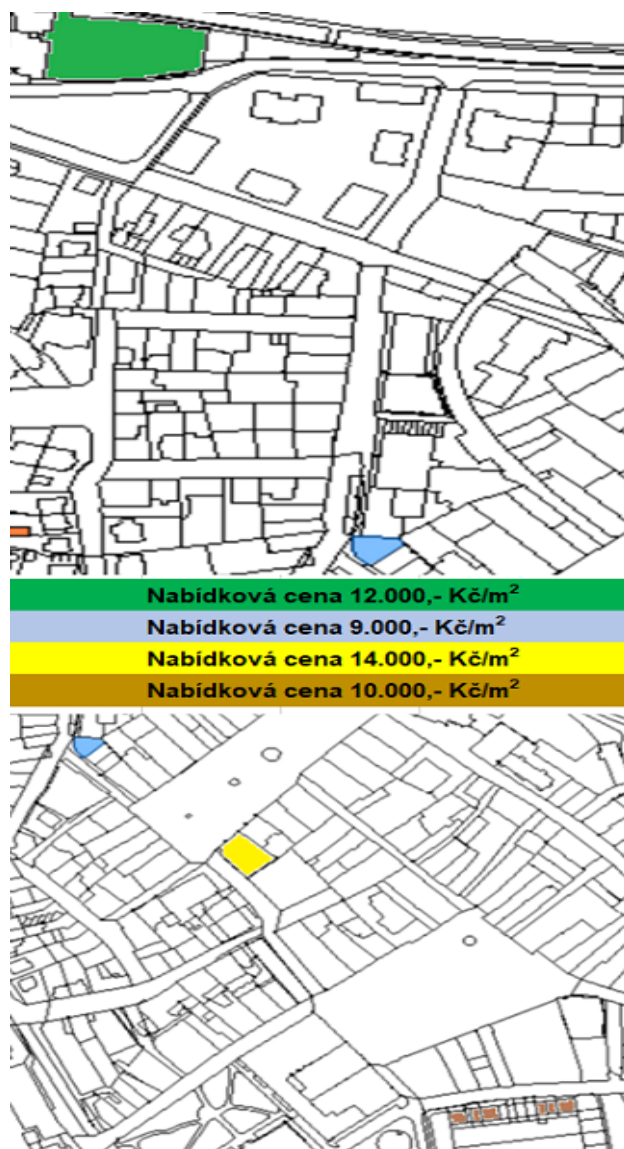 Nabídková cena 12.000,- Kč/m²
Nabídková cena 9.000,- Kč/m²
Nabídková cena 14.000,- Kč/m²
Nabídková cena 10.000,- Kč/m²